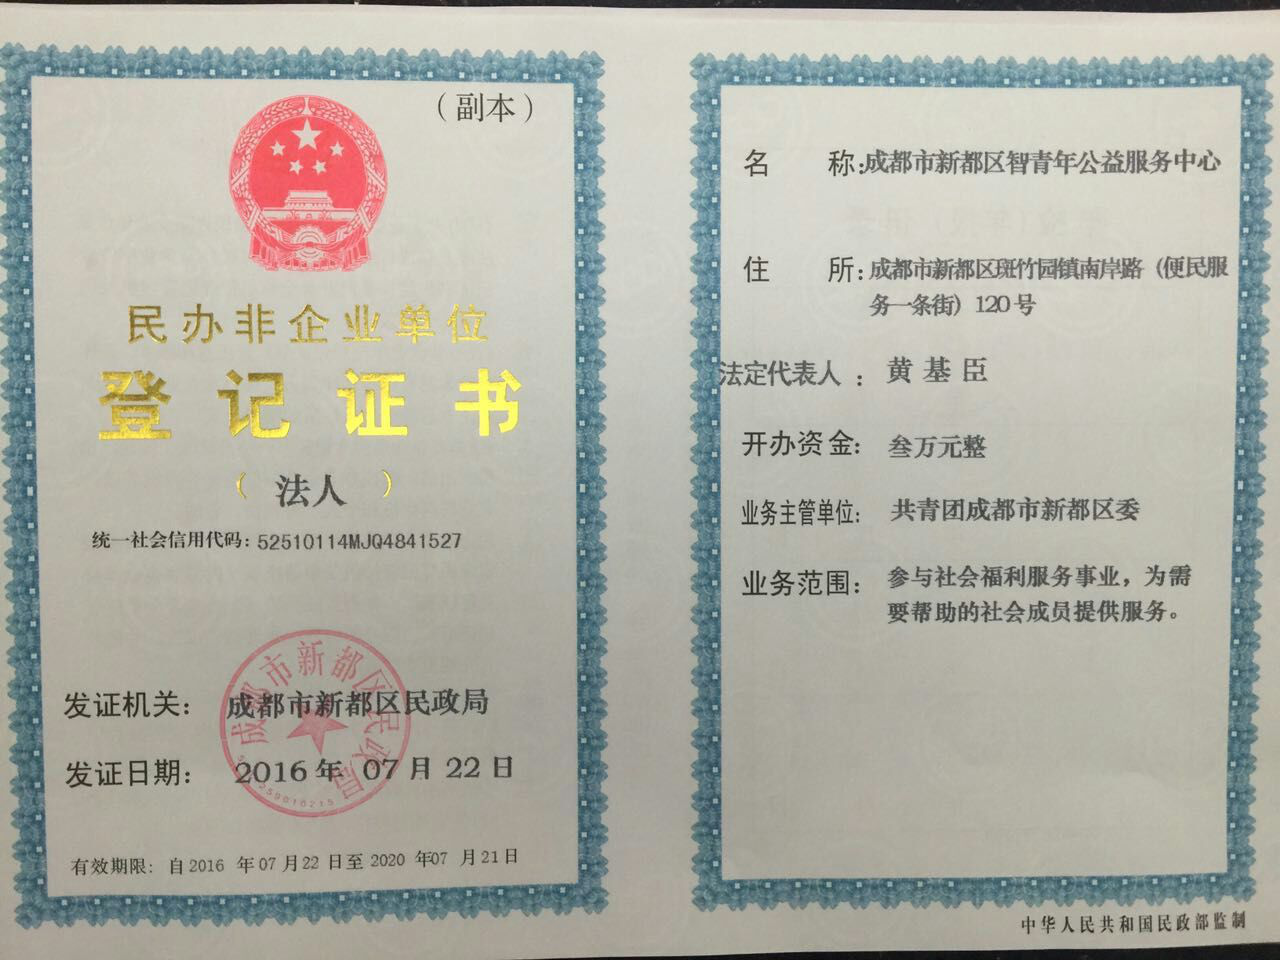 （副本）
民办非企业单位
登记证书
（法人）
统一社会信用代码：52510114MJQ4841527
成都市新都区民政局
发证机关：成都市新都区民政局
发证日期：2016年 07月 22日
有效期限：自2016 年07月22日至2020 年07 月21日
名 称：成都市新都区智青年公益服务中心
住 所：成都市新都区斑竹园镇南岸路（便民服
务一条街）120号
法定代表人：黄基臣
开办资金：叁万元整
业务主管单位：共青团成都市新都区委
业务范围：参与社会福利服务事业，为需
要帮助的社会成员提供服务。
中华人民共和国民政部监制